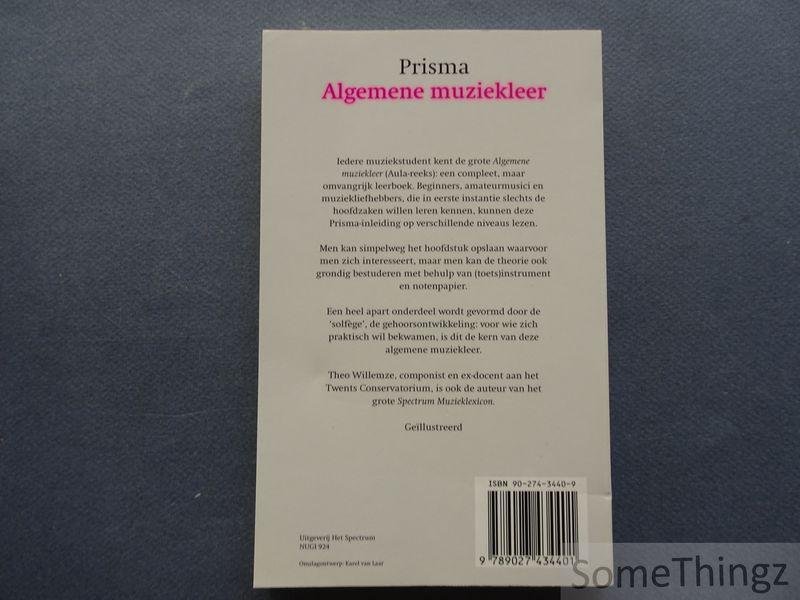 Prisma
Algemene muziekleer
Iedere muziekstudent kent de grote Algemene
muziekleer (Aula-reeks): een compleet, maar
omvangrijk leerboek. Beginners, amateurmusici en
muziekliefhebbers, die in eerste instantie slechts de
hoofdzaken willen leren kennen, kunnen deze
Prisma-inleiding op verschillende niveaus lezen.
Men kan simpelweg het hoofdstuk opslaan waarvoor
men zich interesseert, maar men kan de theorie ook
grondig bestuderen met behulp van (toets)instrument
en notenpapier.
Een heel apart onderdeel wordt gevormd door de
'solfège', de gehoorsontwikkeling: voor wie zich
praktisch wil bekwamen, is dit de kern van deze
algemene muziekleer.
Theo Willemze, componist en ex-docent aan het
Twents Conservatorium, is ook de auteur van het
grote Spectrum Muzieklexicon.
Geïllustreerd
ISBN 90-274-3440-9
9 789027 434401
Uitgeverij Het Spectrum
NUGI 924
Omslagontwerp: Karel van Laar
SomeThingz